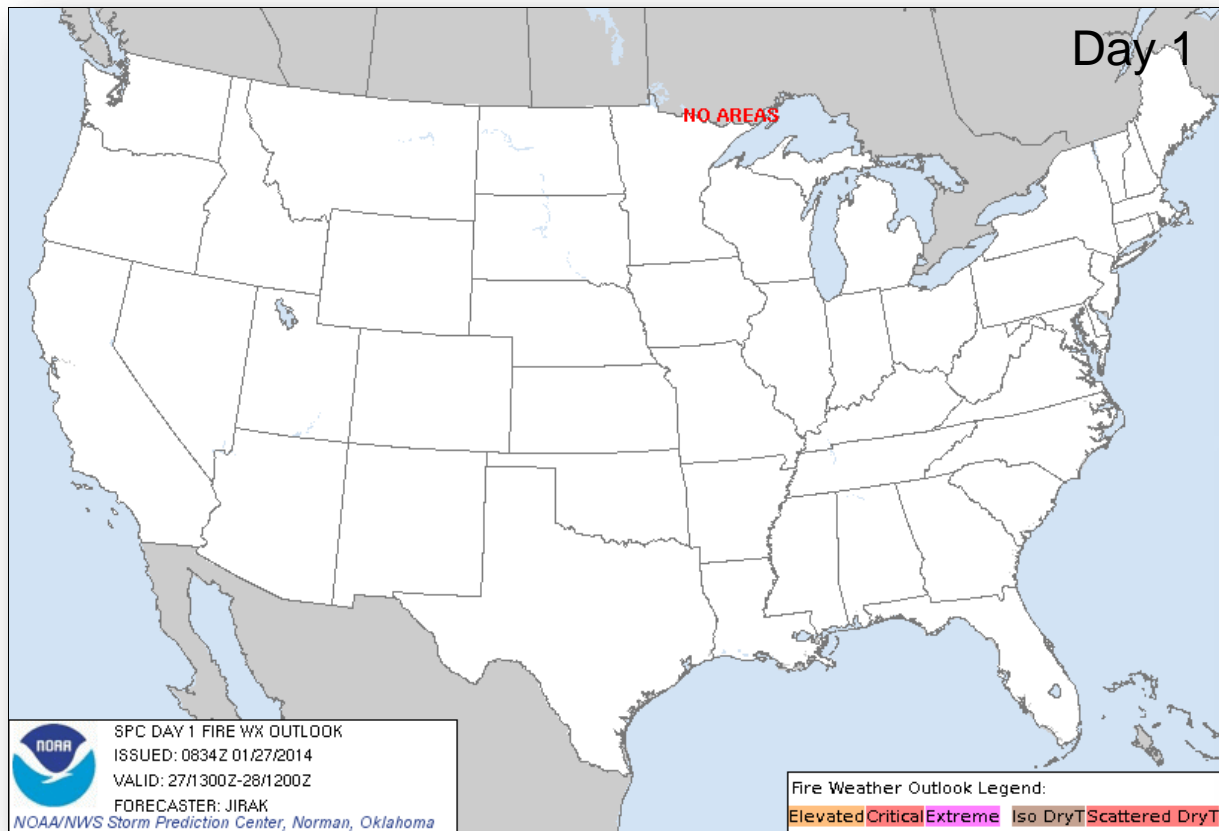 Day 1
NO AREAS
NOAA
SPC DAY 1 FIRE WX OUTLOOK
ISSUED: 0834Z 01/27/2014
VALID: 27/1300Z-28/1200Z
FORECASTER: JIRAK
NOAA/NWS Storm Prediction Center, Norman, Oklahoma
Fire Weather Outlook Legend:
Elevated Critical Extreme Iso DryT Scattered DryT